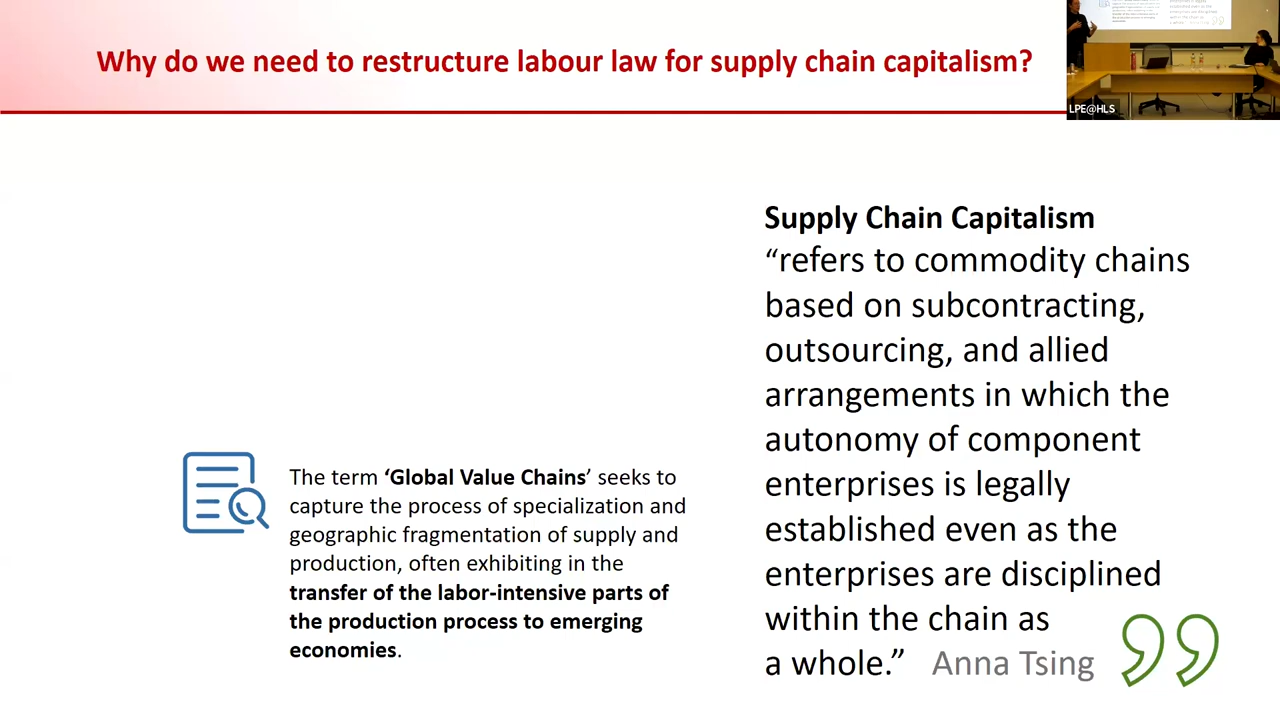 Why do we need to restructure labour law for supply chain capitalism?
LPE@HLS
Supply Chain Capitalism
“refers to commodity chains
based on subcontracting,
outsourcing, and allied
arrangements in which the
autonomy of component
enterprises is legally
established even as the
enterprises are disciplined
within the chain as
a whole.” Anna Tsing
The term ‘Global Value Chains’ seeks to
capture the process of specialization and
geographic fragmentation of supply and
production, often exhibiting in the
transfer of the labor-intensive parts of
the production process to emerging
economies.